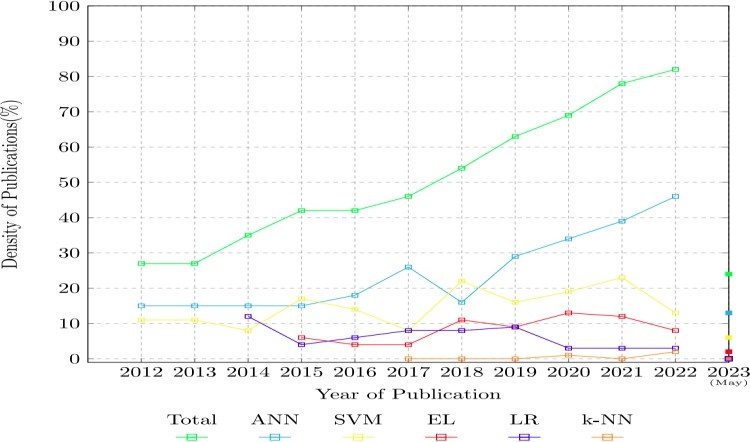 100
90
80
70
60
50
40
30
20
10
0
Density of Publications(%)
2012 2013 2014 2015 2016 2017 2018 2019 2020 2021 2022 2023
(May)
Year of Publication
Total ANN SVM EL LR k-NN